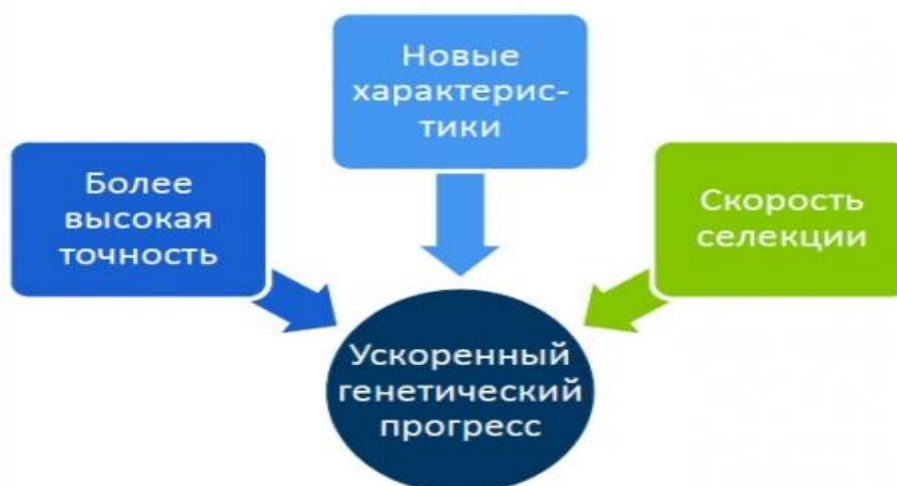 Новые
характерис-
тики
Более
высокая
точность
Скорость
селекции
Ускоренный
генетический
прогресс